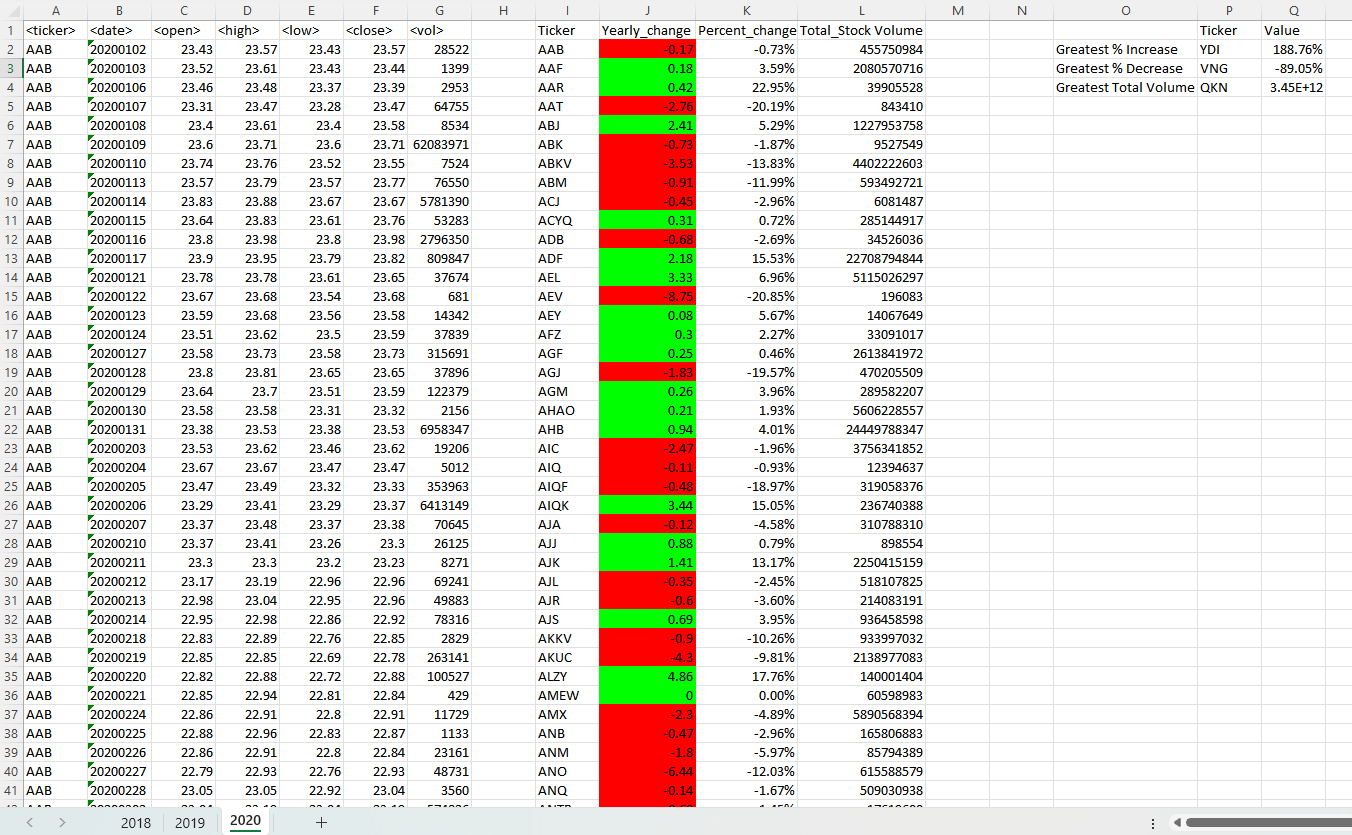 A B C D E F G H I J K L M N O P Q
1 <ticker> <date> <open> <high> <low> <close> <vol> Ticker Yearly_change Percent_change Total_Stock Volume Ticker Value
2 AAB 20200102 23.43 23.57 23.43 23.57 28522 AAB -0.17 -0.73% 455750984 Greatest % Increase YDI 188.76%
3 AAB 20200103 23.52 23.61 23.43 23.44 1399 AAF 0.18 3.59% 2080570716 Greatest % Decrease VNG -89.05%
4 AAB 20200106 23.46 23.48 23.37 23.39 2953 AAR 0.42 22.95% 39905528 Greatest Total Volume QKN 3.45E+12
5 AAB 20200107 23.31 23.47 23.28 23.47 64755 AAT -2.76 -20.19% 843410
6 AAB 20200108 23.4 23.61 23.4 23.58 8534 ABJ 2.41 5.29% 1227953758
7 AAB 20200109 23.6 23.71 23.6 23.71 62083971 ABK -0.73 -1.87% 9527549
8 AAB 20200110 23.74 23.76 23.52 23.55 7524 ABKV -3.53 -13.83% 4402222603
9 AAB 20200113 23.57 23.79 23.57 23.77 76550 ABM -0.91 -11.99% 593492721
10 AAB 20200114 23.83 23.88 23.67 23.67 5781390 ACJ -0.45 -2.96% 6081487
11 AAB 20200115 23.64 23.83 23.61 23.76 53283 ACYQ 0.31 0.72% 285144917
12 AAB 20200116 23.8 23.98 23.8 23.98 2796350 ADB -0.68 -2.69% 34526036
13 AAB 20200117 23.9 23.95 23.79 23.82 809847 ADF 2.18 15.53% 22708794844
14 AAB 20200121 23.78 23.78 23.61 23.65 37674 AEL 3.33 6.96% 5115026297
15 AAB 20200122 23.67 23.68 23.54 23.68 681 AEV -8.75 -20.85% 196083
16 AAB 20200123 23.59 23.68 23.56 23.58 14342 AEY 0.08 5.67% 14067649
17 AAB 20200124 23.51 23.62 23.5 23.59 37839 AFZ 0.3 2.27% 33091017
18 AAB 20200127 23.58 23.73 23.58 23.73 315691 AGF 0.25 0.46% 2613841972
19 AAB 20200128 23.8 23.81 23.65 23.65 37896 AGJ -1.83 -19.57% 470205509
20 AAB 20200129 23.64 23.7 23.51 23.59 122379 AGM 0.26 3.96% 289582207
21 AAB 20200130 23.58 23.58 23.31 23.32 2156 AHAO 0.21 1.93% 5606228557
22 AAB 20200131 23.38 23.53 23.38 23.53 6958347 AHB 0.94 4.01% 24449788347
23 AAB 20200203 23.53 23.62 23.46 23.62 19206 AIC -2.47 -1.96% 3756341852
24 AAB 20200204 23.67 23.67 23.47 23.47 5012 AIQ -0.11 -0.93% 12394637
25 AAB 20200205 23.47 23.49 23.32 23.33 353963 AIQF -0.48 -18.97% 319058376
26 AAB 20200206 23.29 23.41 23.29 23.37 6413149 AIQK 3.44 15.05% 236740388
27 AAB 20200207 23.37 23.48 23.37 23.38 70645 AJA -0.12 -4.58% 310788310
28 AAB 20200210 23.37 23.41 23.26 23.3 26125 AJJ 0.88 0.79% 898554
29 AAB 20200211 23.3 23.3 23.2 23.23 8271 AJK 1.41 13.17% 2250415159
30 AAB 20200212 23.17 23.19 22.96 22.96 69241 AJL -0.35 -2.45% 518107825
31 AAB 20200213 22.98 23.04 22.95 22.96 49883 AJR -0.6 -3.60% 214083191
32 AAB 20200214 22.95 22.98 22.86 22.92 78316 AJS 0.69 3.95% 936458598
33 AAB 20200218 22.83 22.89 22.76 22.85 2829 AKKV -0.9 -10.26% 933997032
34 AAB 20200219 22.85 22.85 22.69 22.78 263141 AKUC -4.3 -9.81% 2138977083
35 AAB 20200220 22.82 22.88 22.72 22.88 100527 ALZY 4.86 17.76% 140001404
36 AAB 20200221 22.85 22.94 22.81 22.84 429 AMEW 0 0.00% 60598983
37 AAB 20200224 22.86 22.91 22.8 22.91 11729 AMX -2.3 -4.89% 5890568394
38 AAB 20200225 22.88 22.96 22.83 22.87 1133 ANB -0.47 -2.96% 165806883
39 AAB 20200226 22.86 22.91 22.8 22.84 23161 ANM -1.8 -5.97% 85794389
40 AAB 20200227 22.79 22.93 22.76 22.93 48731 ANO -6.44 -12.03% 615588579
41 AAB 20200228 23.05 23.05 22.92 23.04 3560 ANQ -0.14 -1.67% 509030938
2018 2019 2020